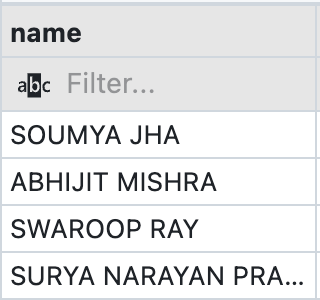 name
abc Filter...
SOUMYA JHA
ABHIJIT MISHRA
SWAROOP RAY
SURYA NARAYAN PRA...